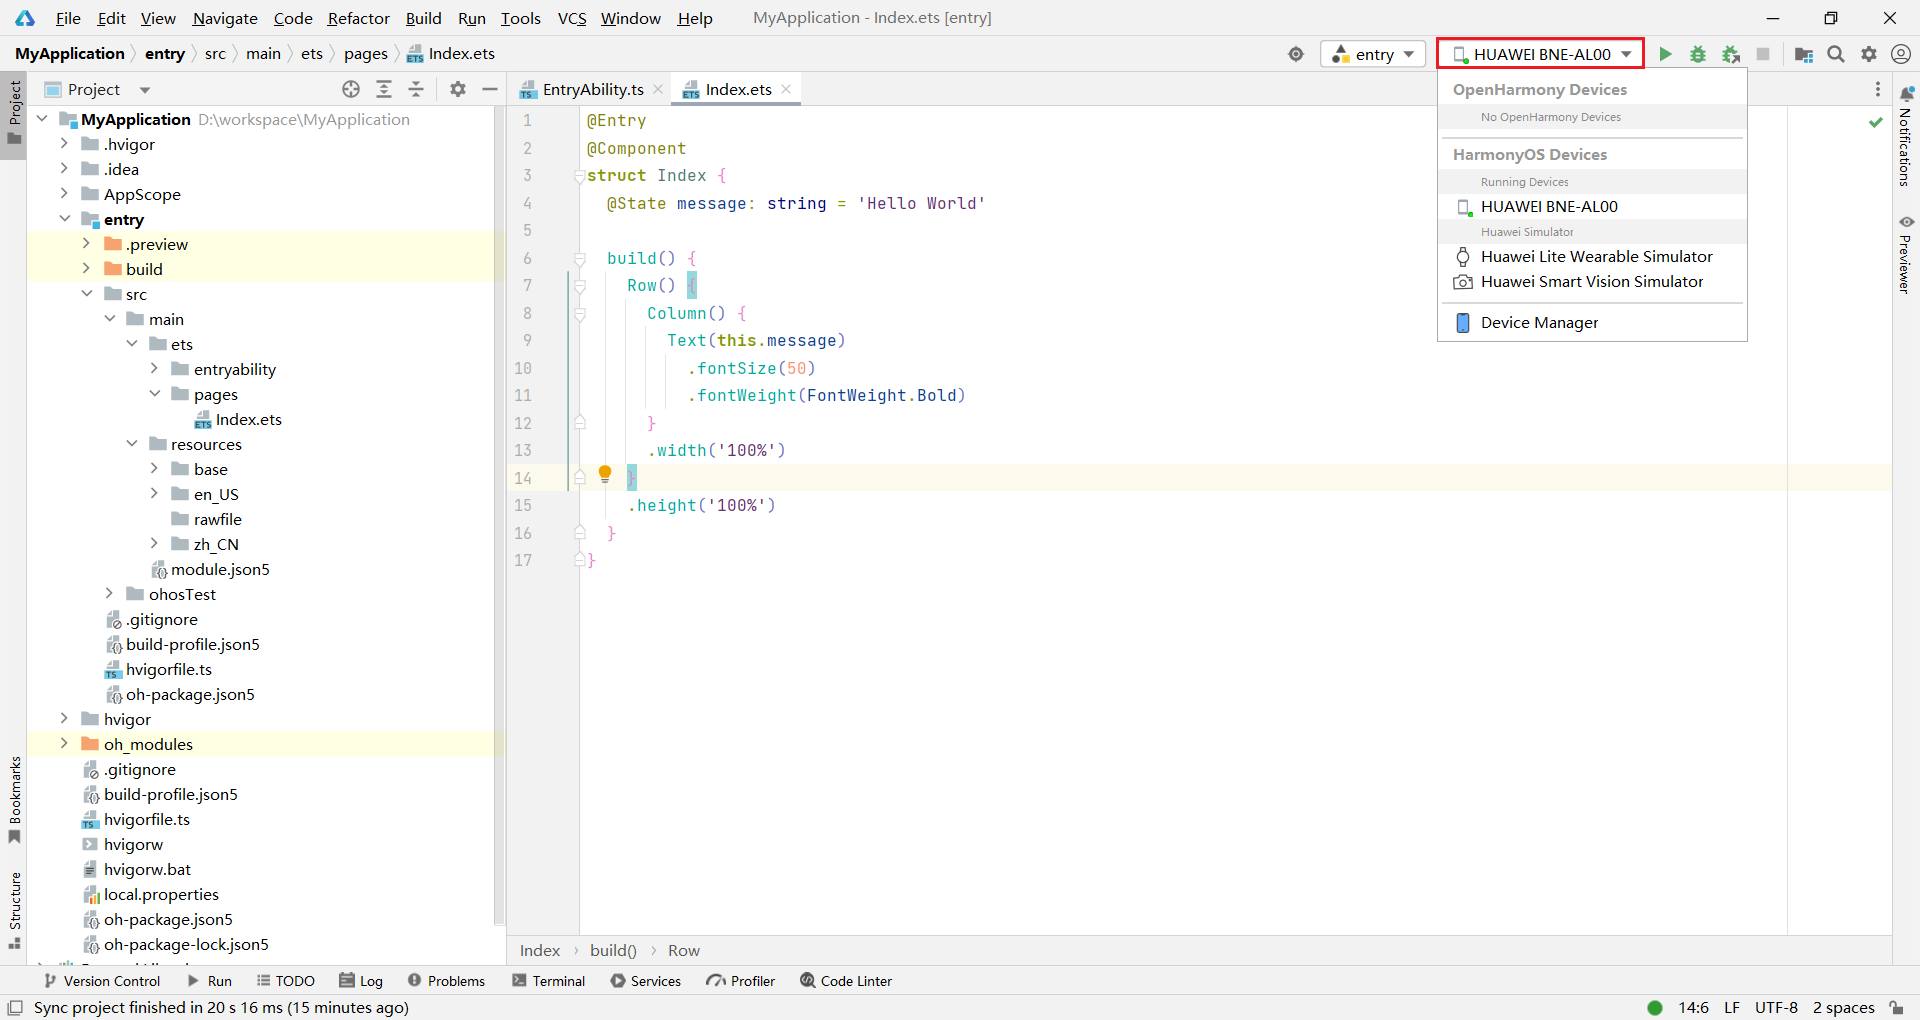 File Edit View Navigate Code Refactor Build Run Tools VCS Window Help MyApplication - Index.ets [entry]
MyApplication entry src main ets pages Index.ets
entry
HUAWEI BNE-AL00
Project
Project
Bookmarks
Structure
MyApplication D:\workspace\MyApplication
.hvigor
.idea
AppScope
entry
.preview
build
src
main
ets
entryability
pages
Index.ets
resources
base
en_US
rawfile
zh_CN
module.json5
ohosTest
.gitignore
build-profile.json5
hvigorfile.ts
oh-package.json5
hvigor
oh_modules
.gitignore
build-profile.json5
hvigorfile.ts
hvigorw
hvigorw.bat
local.properties
oh-package.json5
oh-package-lock.json5
EntryAbility.ts Index.ets
1 @Entry
2 @Component
3 struct Index {
4 @State message: string = 'Hello World'
5
6 build() {
7 Row() {
8 Column() {
9 Text(this.message)
10 .fontSize(50)
11 .fontWeight(FontWeight.Bold)
12 }
13 .width('100%')
14 }
15 .height('100%')
16 }
17 }
OpenHarmony Devices
No OpenHarmony Devices
HarmonyOS Devices
Running Devices
HUAWEI BNE-AL00
Huawei Simulator
Huawei Lite Wearable Simulator
Huawei Smart Vision Simulator
Device Manager
Notifications
Previewer
Index build() Row
Version Control Run TODO Log Problems Terminal Services Profiler Code Linter
Sync project finished in 20 s 16 ms (15 minutes ago) 14:6 LF UTF-8 2 spaces